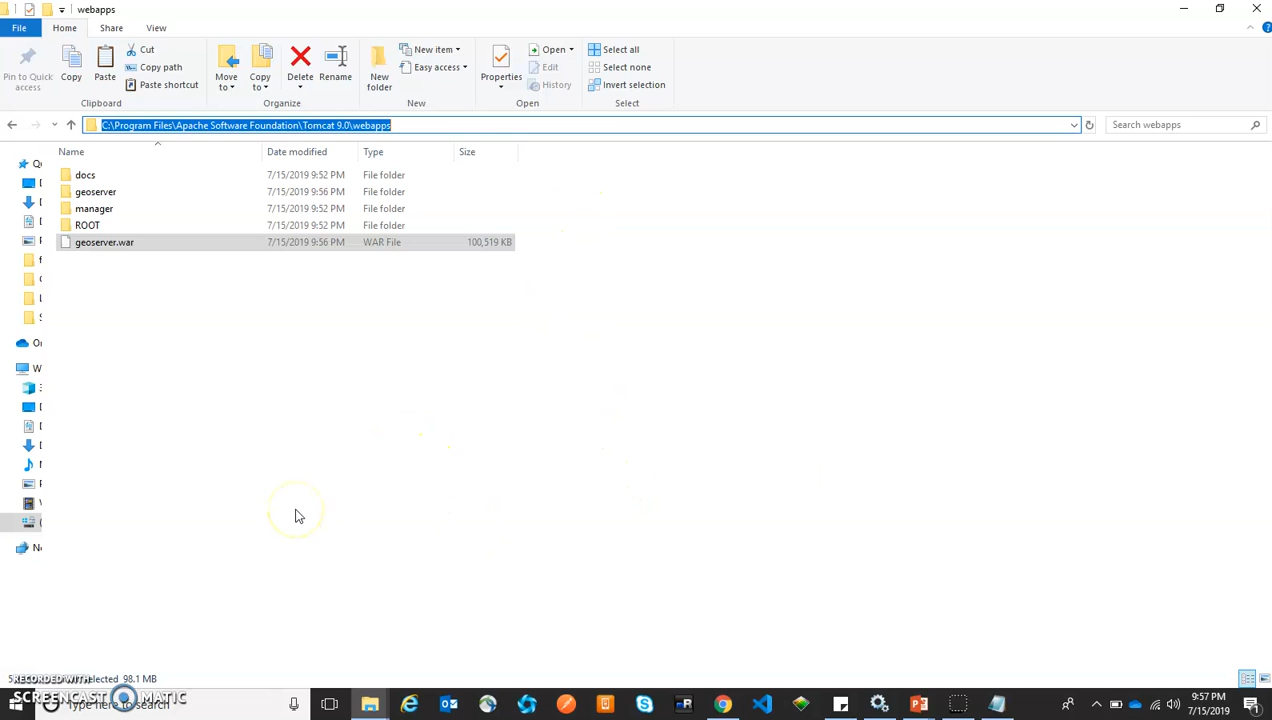 webapps
File Home Share View
Pin to Quick access
Copy
Paste
Cut
Copy path
Paste shortcut
Clipboard
Move to
Copy to
Delete
Rename
Organize
New folder
New item
Easy access
New
Properties
Open
Edit
History
Open
Select all
Select none
Invert selection
Select
C:\Program Files\Apache Software Foundation\Tomcat 9.0\webapps
Search webapps
Name Date modified Type Size
docs 7/15/2019 9:52 PM File folder
geoserver 7/15/2019 9:56 PM File folder
manager 7/15/2019 9:52 PM File folder
ROOT 7/15/2019 9:52 PM File folder
geoserver.war 7/15/2019 9:56 PM WAR File 100,519 KB
RECORDED WITH
SCREENCAST MATIC
selected 98.1 MB
Type here to search
9:57 PM
7/15/2019